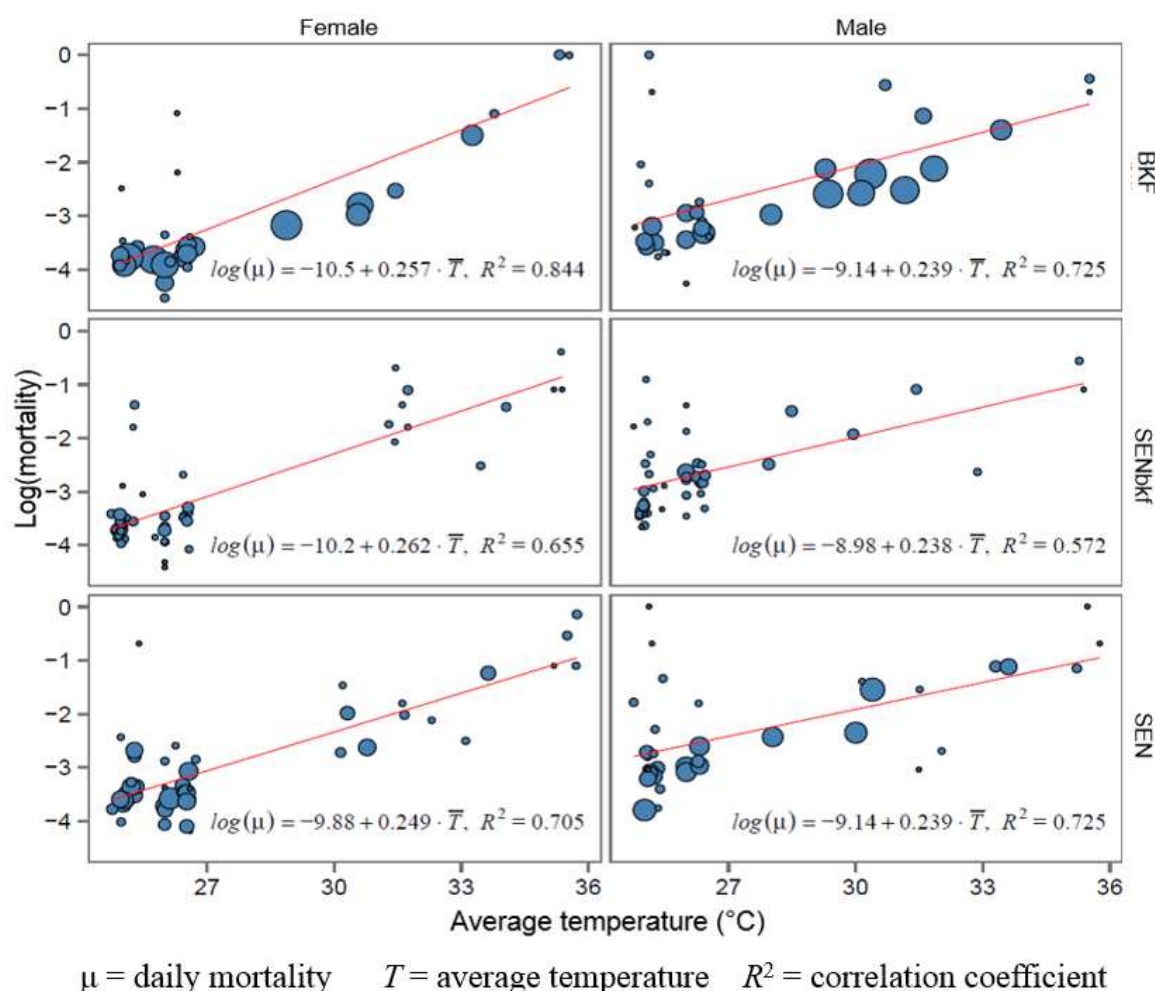 Female Male
0
−1
−2
−3
−4
log(μ) = −10.5 + 0.257 · T̅, R² = 0.844
log(μ) = −9.14 + 0.239 · T̅, R² = 0.725
BKF
0
−1
−2
−3
−4
log(μ) = −10.2 + 0.262 · T̅, R² = 0.655
log(μ) = −8.98 + 0.238 · T̅, R² = 0.572
SENbkf
Log(mortality)
0
−1
−2
−3
−4
log(μ) = −9.88 + 0.249 · T̅, R² = 0.705
log(μ) = −9.14 + 0.239 · T̅, R² = 0.725
SEN
27 30 33 36 27 30 33 36
Average temperature (°C)
μ = daily mortality T = average temperature R² = correlation coefficient